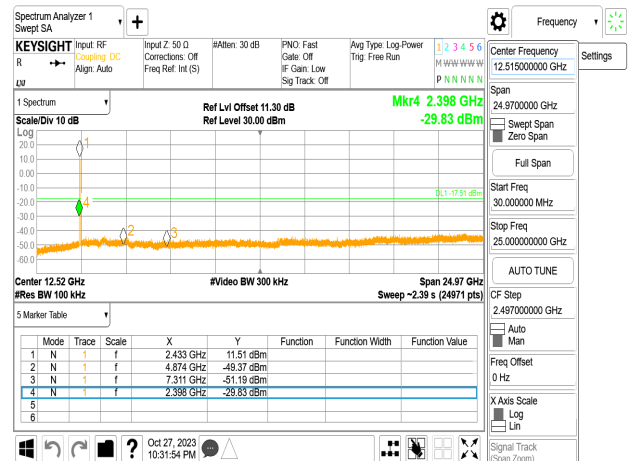 Spectrum Analyzer 1
Swept SA
Frequency
KEYSIGHT
R
Input: RF
Coupling: DC
Align: Auto
Input Z: 50 Ω
Corrections: Off
Freq Ref: Int (S)
#Atten: 30 dB
PNO: Fast
Gate: Off
IF Gain: Low
Sig Track: Off
Avg Type: Log-Power
Trig: Free Run
1 2 3 4 5 6
M W W W W W
P N N N N N
Center Frequency
12.515000000 GHz
Settings
Span
24.9700000 GHz
Swept Span
Zero Span
Full Span
Start Freq
30.000000 MHz
Stop Freq
25.000000000 GHz
AUTO TUNE
CF Step
2.497000000 GHz
Auto
Man
Freq Offset
0 Hz
X Axis Scale
Log
Lin
Signal Track
(Span Zoom)
1 Spectrum
Scale/Div 10 dB
Ref Lvl Offset 11.30 dB
Ref Level 30.00 dBm
Mkr4 2.398 GHz
-29.83 dBm
Log
20.0
10.0
0.00
-10.0
-20.0
-30.0
-40.0
-50.0
-60.0
1
2
3
4
DL1 -17.51 dBm
Center 12.52 GHz
#Video BW 300 kHz
Span 24.97 GHz
#Res BW 100 kHz
Sweep ~2.39 s (24971 pts)
5 Marker Table
Mode Trace Scale X Y Function Function Width Function Value
1 N 1 f 2.433 GHz 11.51 dBm
2 N 1 f 4.874 GHz -49.37 dBm
3 N 1 f 7.311 GHz -51.19 dBm
4 N 1 f 2.398 GHz -29.83 dBm
5
6
?
Oct 27, 2023
10:31:54 PM